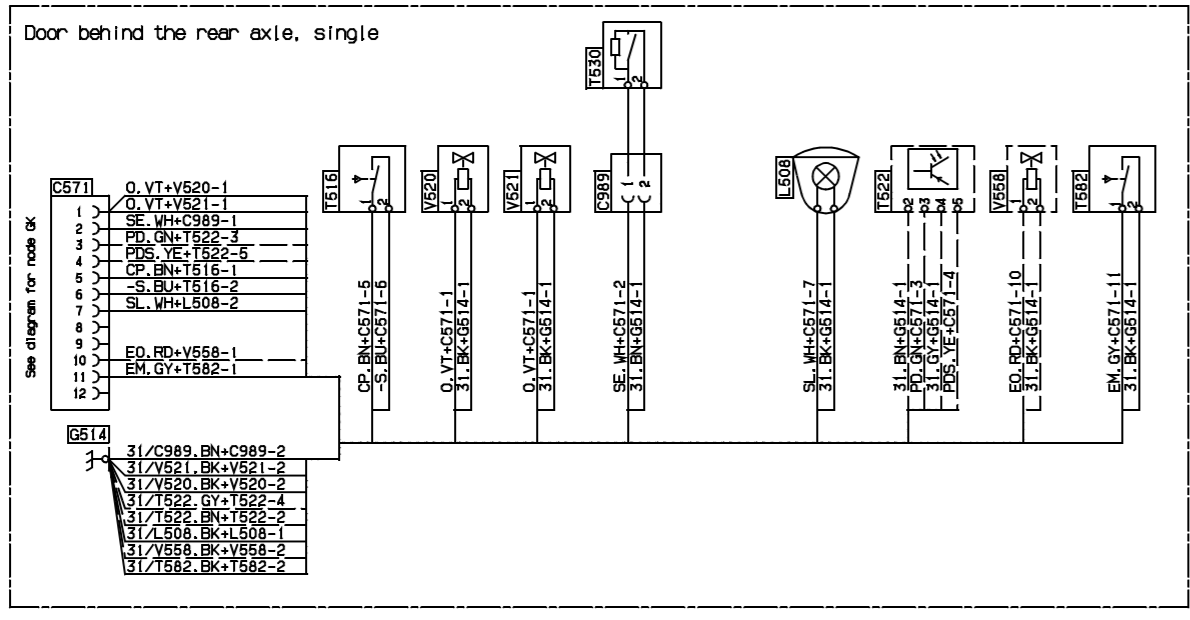 Door behind the rear axle, single
T530
1 2
C571
See diagram for node GK
1
2
3
4
5
6
7
8
9
10
11
12
O.VT+V520-1
O.VT+V521-1
SE.WH+C989-1
PD.GN+T522-3
PDS.YE+T522-5
CP.BN+T516-1
-S.BU+T516-2
SL.WH+L508-2
EO.RD+V558-1
EM.GY+T582-1
T516
1 2
CP.BN+C571-5
-S.BU+C571-6
V520
1 2
O.VT+C571-1
31.BK+G514-1
V521
1 2
O.VT+C571-1
31.BK+G514-1
C989
1 2
SE.WH+C571-2
31.BN+G514-1
L508
2 1
SL.WH+C571-7
31.BK+G514-1
T522
2 3 4 5
31.BN+G514-1
PD.GN+C571-3
31.GY+G514-1
PDS.YE+C571-4
V558
1 2
EO.RD+C571-10
31.BK+G514-1
T582
1 2
EM.GY+C571-11
31.BK+G514-1
G514
31/C989.BN+C989-2
31/V521.BK+V521-2
31/V520.BK+V520-2
31/T522.GY+T522-4
31/T522.BN+T522-2
31/L508.BK+L508-1
31/V558.BK+V558-2
31/T582.BK+T582-2